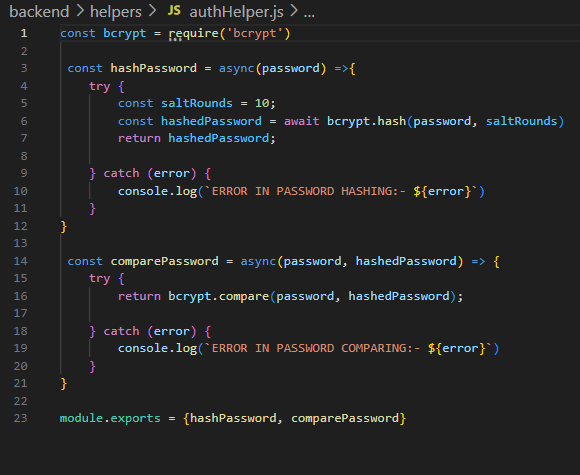 backend > helpers > JS authHelper.js > ...
1 const bcrypt = require('bcrypt')
2
3 const hashPassword = async(password) =>{
4 try {
5 const saltRounds = 10;
6 const hashedPassword = await bcrypt.hash(password, saltRounds)
7 return hashedPassword;
8
9 } catch (error) {
10 console.log(`ERROR IN PASSWORD HASHING:- ${error}`)
11 }
12 }
13
14 const comparePassword = async(password, hashedPassword) => {
15 try {
16 return bcrypt.compare(password, hashedPassword);
17
18 } catch (error) {
19 console.log(`ERROR IN PASSWORD COMPARING:- ${error}`)
20 }
21 }
22
23 module.exports = {hashPassword, comparePassword}